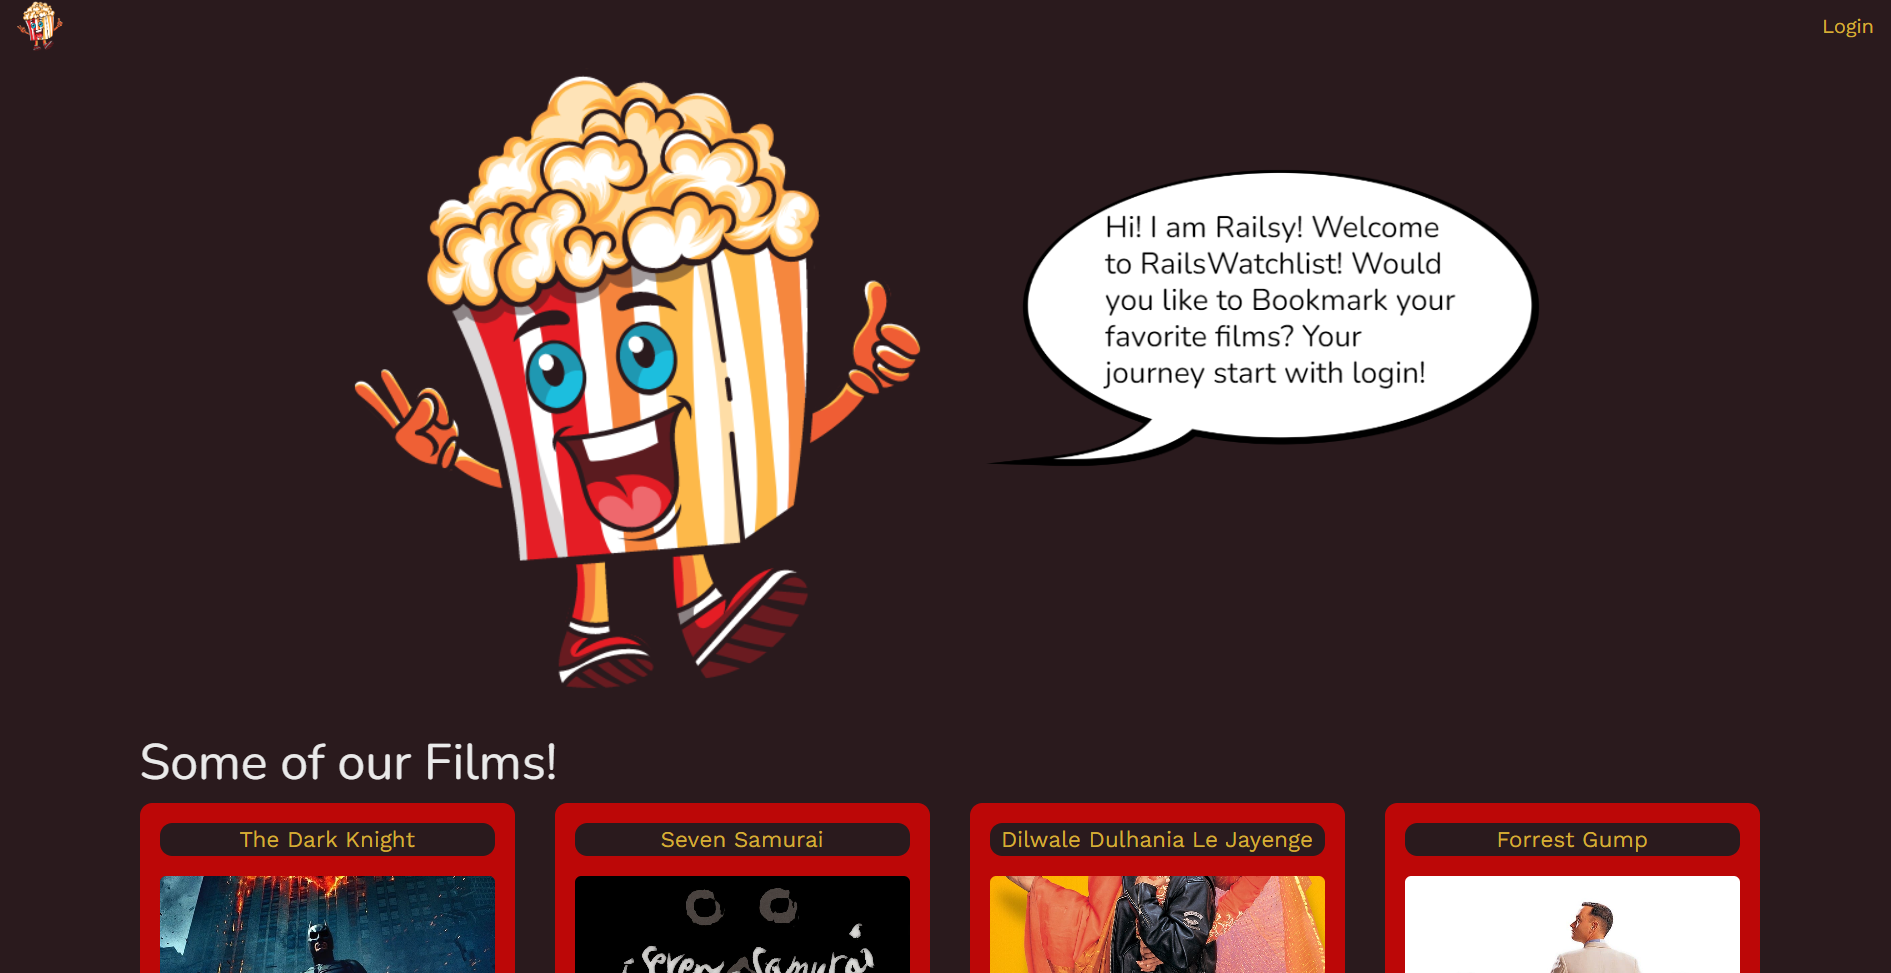 Login
Hi! I am Railsy! Welcome
to RailsWatchlist! Would
you like to Bookmark your
favorite films? Your
journey start with login!
Some of our Films!
The Dark Knight
Seven Samurai
Dilwale Dulhania Le Jayenge
Forrest Gump
seven samurai